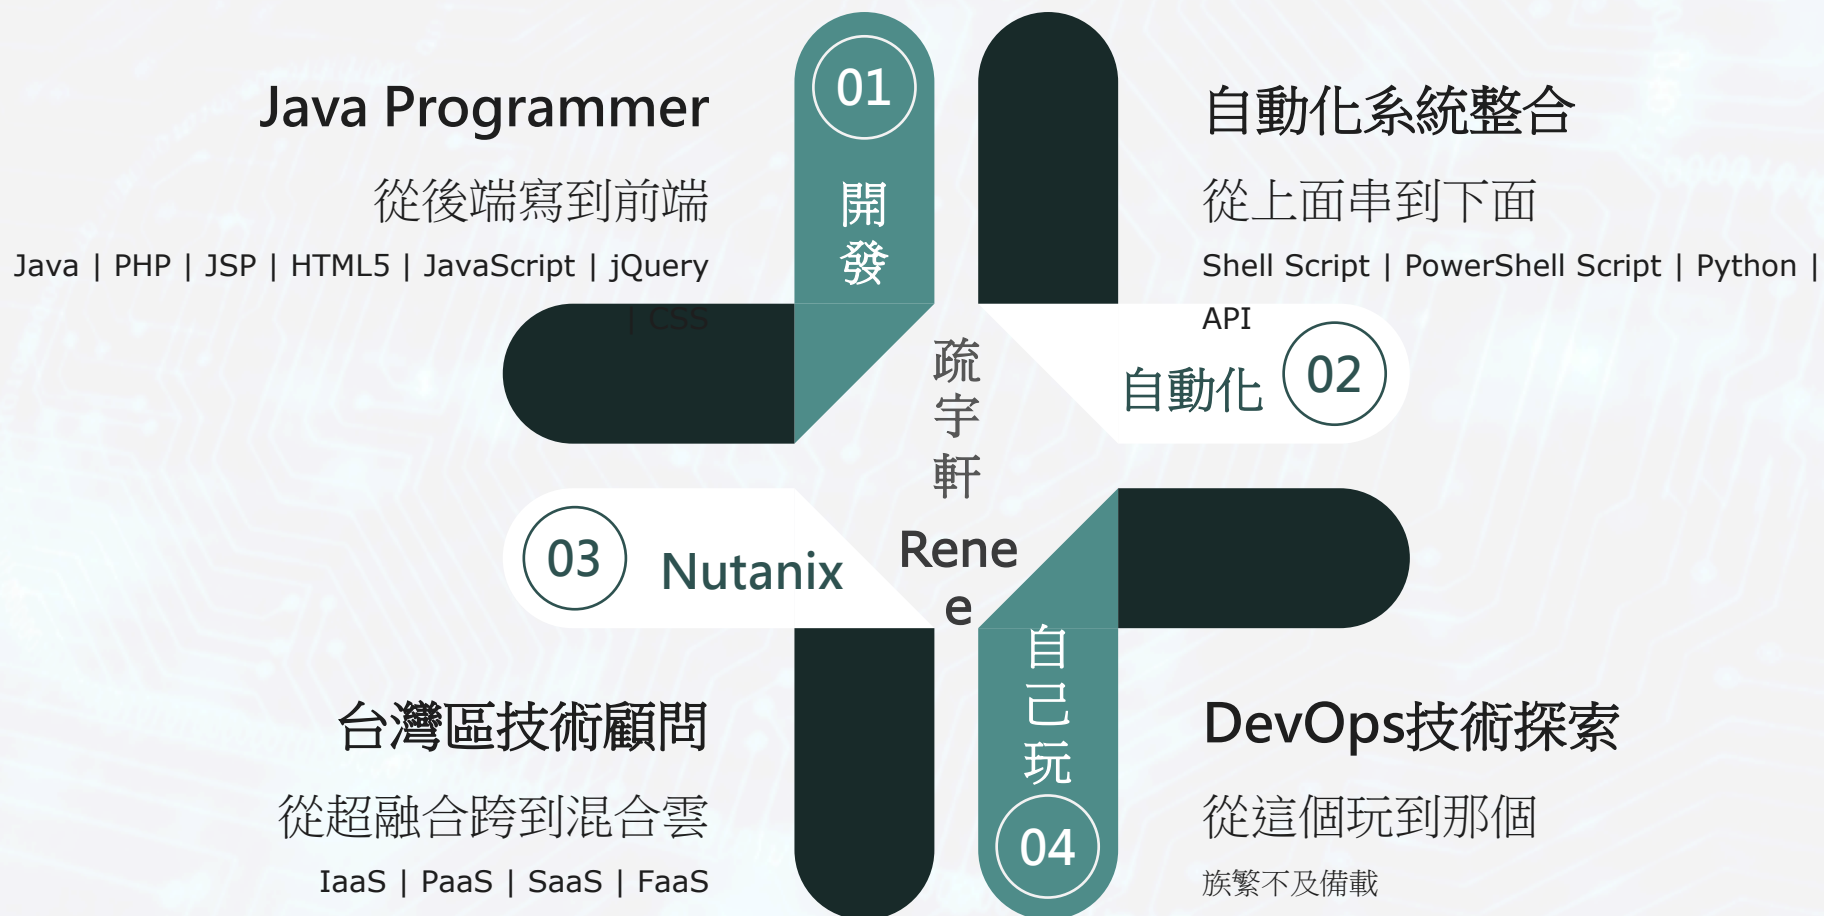 01
開
發
Java Programmer
從後端寫到前端
Java | PHP | JSP | HTML5 | JavaScript | jQuery
| CSS
自動化系統整合
從上面串到下面
Shell Script | PowerShell Script | Python |
API
自動化
02
疏
宇
軒
Rene
e
03
Nutanix
台灣區技術顧問
從超融合跨到混合雲
IaaS | PaaS | SaaS | FaaS
自
己
玩
04
DevOps技術探索
從這個玩到那個
族繁不及備載